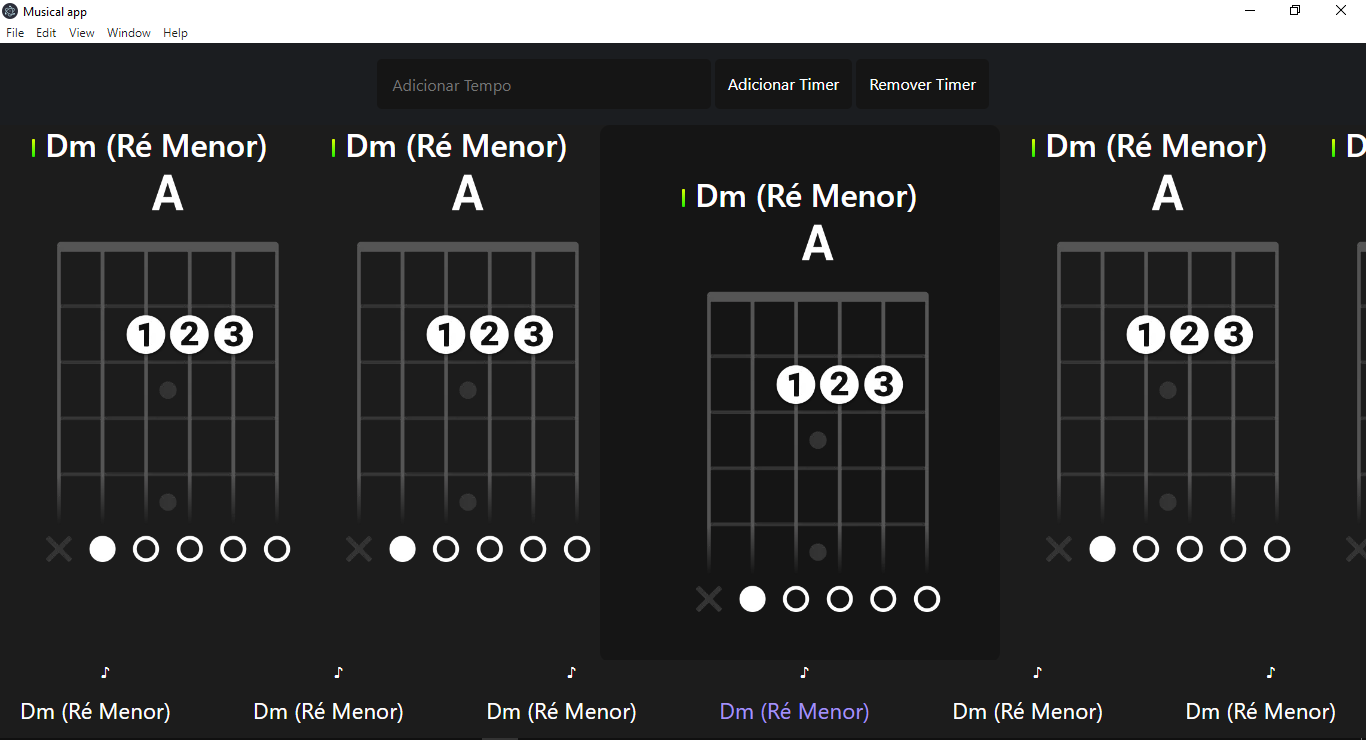 Musical app
File Edit View Window Help
Adicionar Tempo Adicionar Timer Remover Timer
Dm (Ré Menor) Dm (Ré Menor) Dm (Ré Menor) Dm (Ré Menor) D
A A A A
1 2 3 1 2 3 1 2 3 1 2 3
Dm (Ré Menor) Dm (Ré Menor) Dm (Ré Menor) Dm (Ré Menor) Dm (Ré Menor) Dm (Ré Menor)